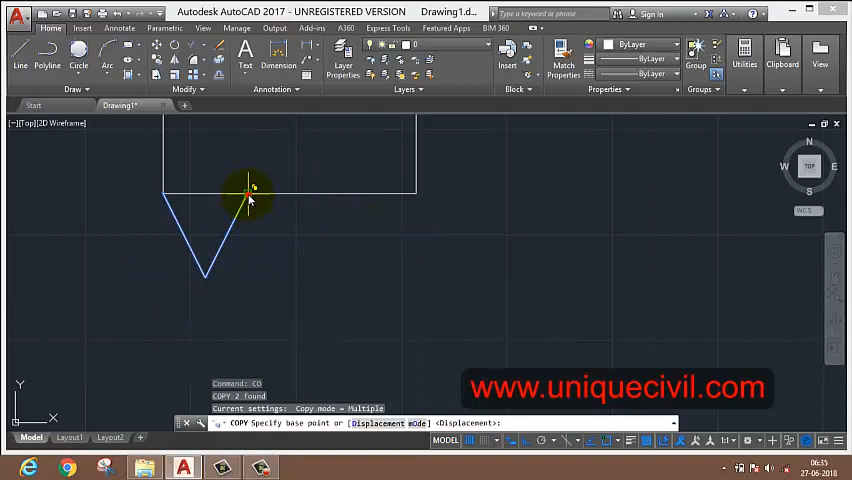 Autodesk AutoCAD 2017 - UNREGISTERED VERSION Drawing1.d...
Type a keyword or phrase
Sign In
Home Insert Annotate Parametric View Manage Output Add-ins A360 Express Tools Featured Apps BIM 360
Line Polyline Circle Arc
Text Dimension
Layer Properties
0
Insert
Match Properties
ByLayer
ByLayer
ByLayer
Group
Utilities
Clipboard
View
Draw Modify Annotation Layers Block Properties Groups
Start Drawing1*
[−][Top][2D Wireframe]
N
W TOP E
S
WCS
Y
X
Command: CO
COPY 2 found
Current settings: Copy mode = Multiple
COPY Specify base point or [Displacement mOde] <Displacement>:
www.uniquecivil.com
Model Layout1 Layout2
MODEL
1:1
06:35
27-06-2018